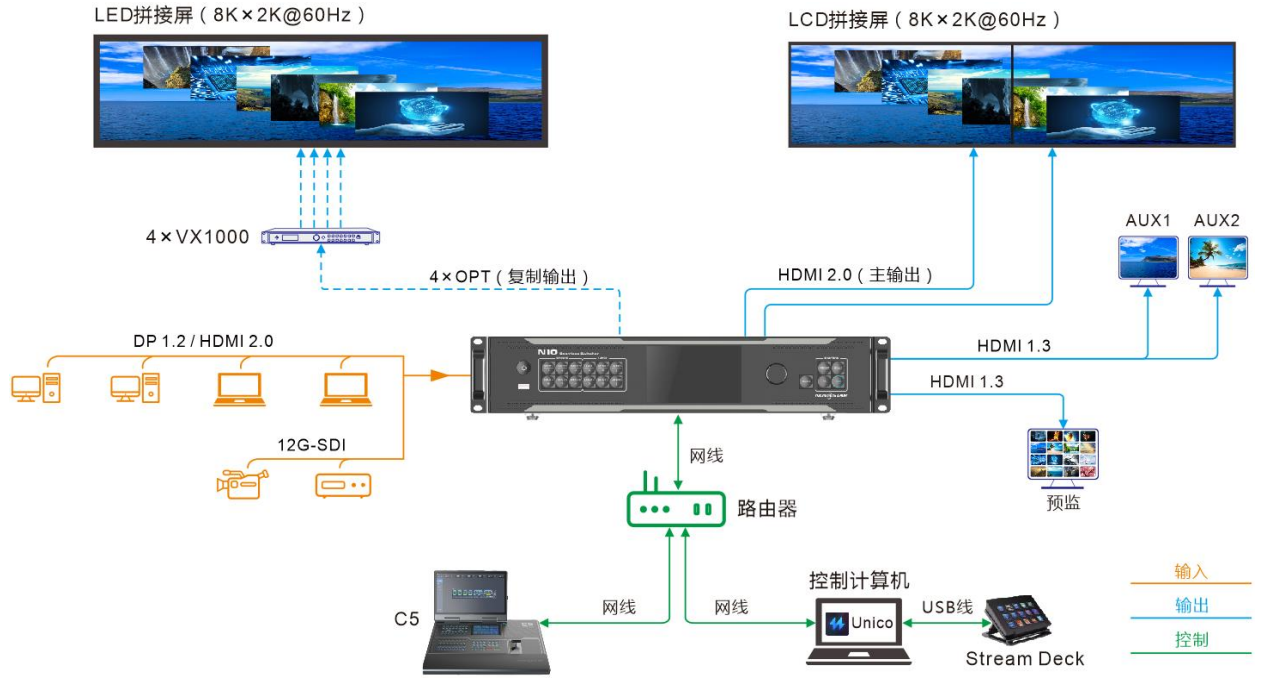 LED拼接屏（8K×2K@60Hz）
LCD拼接屏（8K×2K@60Hz）
4×VX1000
AUX1
AUX2
4×OPT（复制输出）
HDMI 2.0（主输出）
DP 1.2 / HDMI 2.0
HDMI 1.3
N10 Seamless Switcher
HDMI 1.3
12G-SDI
网线
预监
路由器
控制计算机
输入
C5
网线
网线
Unico
USB线
输出
Stream Deck
控制